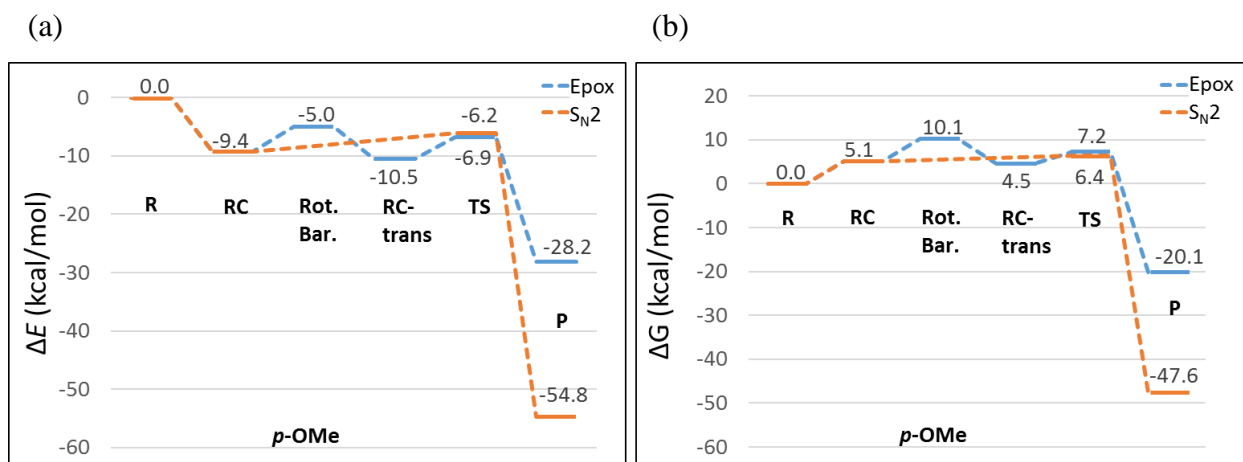 (a)
ΔE (kcal/mol)
0
-10
-20
-30
-40
-50
-60
0.0
-9.4
-5.0
-10.5
-6.2
-6.9
-28.2
-54.8
R
RC
Rot.
Bar.
RC-
trans
TS
P
Epox
SN2
p-OMe
(b)
ΔG (kcal/mol)
20
10
0
-10
-20
-30
-40
-50
-60
0.0
5.1
10.1
4.5
7.2
6.4
-20.1
-47.6
R
RC
Rot.
Bar.
RC-
trans
TS
P
Epox
SN2
p-OMe